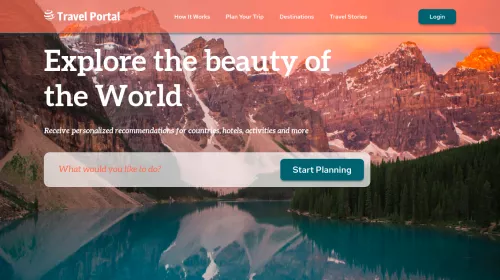 Travel Portal
How It Works
Plan Your Trip
Destinations
Travel Stories
Login
Explore the beauty of
the World
Receive personalized recommendations for countries, hotels, activities and more
What would you like to do?
Start Planning